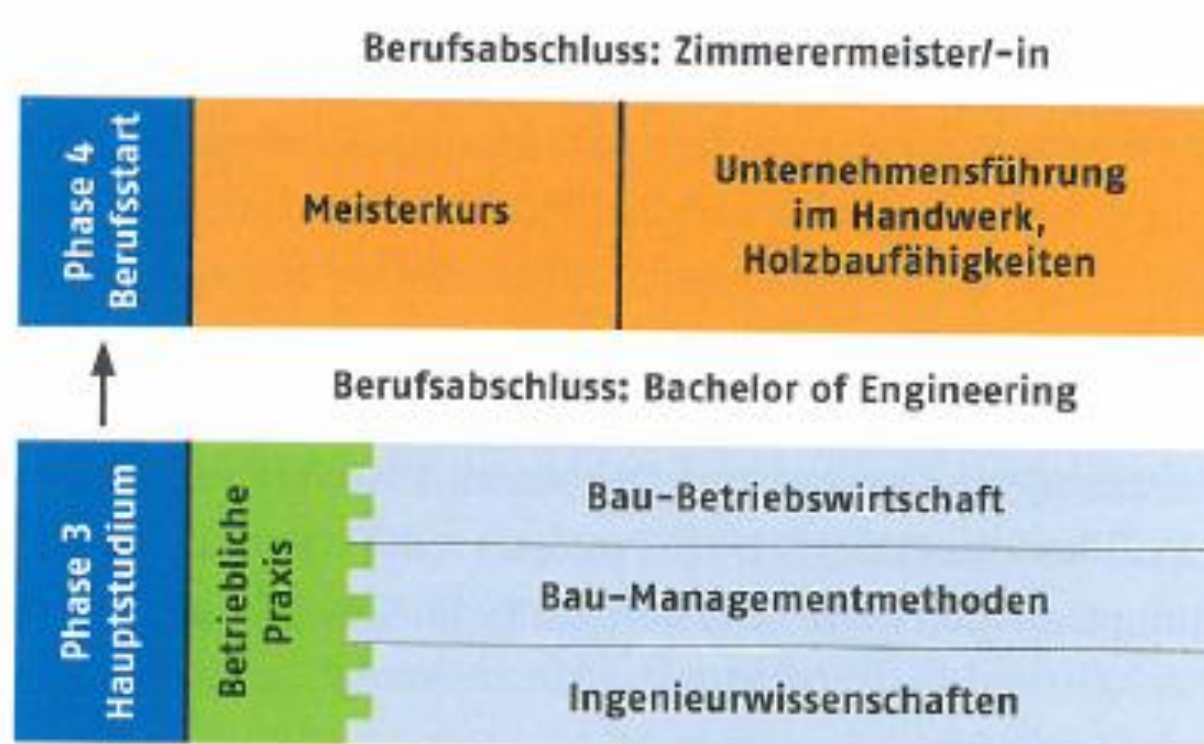 Berufsabschluss: Zimmerermeister/-in
Phase 4
Berufsstart
Meisterkurs
Unternehmensführung
im Handwerk,
Holzbaufähigkeiten
Berufsabschluss: Bachelor of Engineering
Phase 3
Hauptstudium
Betriebliche
Praxis
Bau-Betriebswirtschaft
Bau-Managementmethoden
Ingenieurwissenschaften